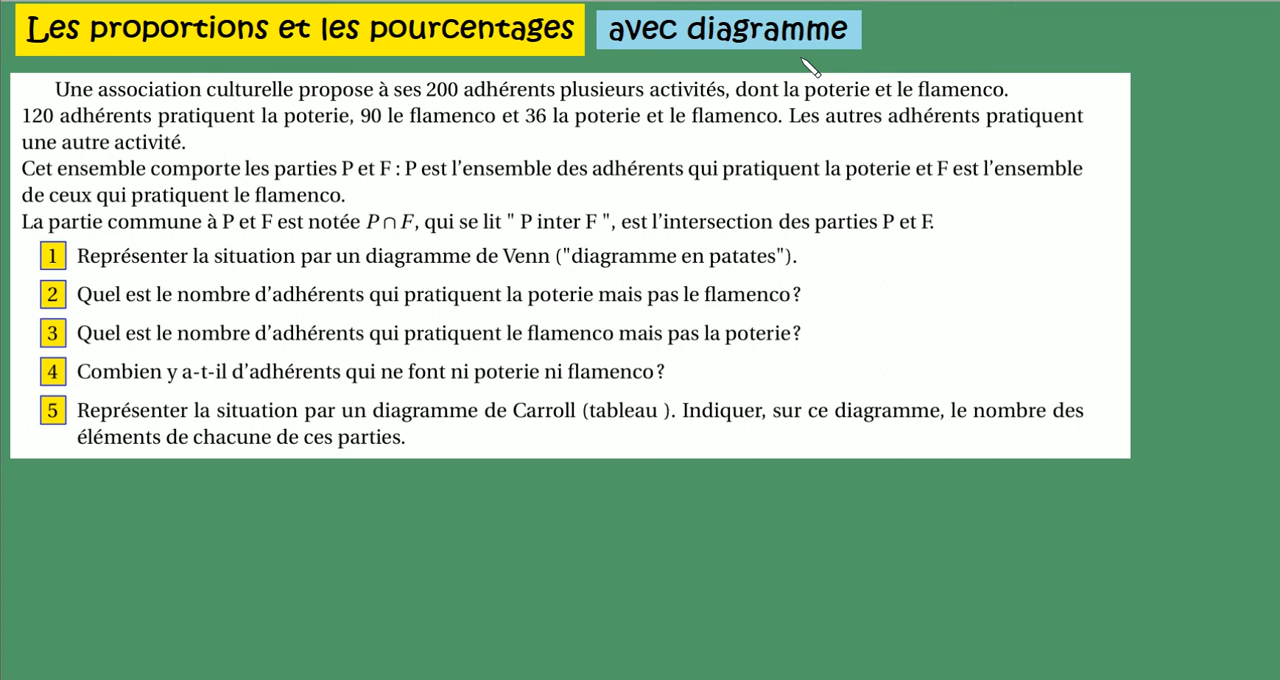 Les proportions et les pourcentages avec diagramme
Une association culturelle propose à ses 200 adhérents plusieurs activités, dont la poterie et le flamenco.
120 adhérents pratiquent la poterie, 90 le flamenco et 36 la poterie et le flamenco. Les autres adhérents pratiquent
une autre activité.
Cet ensemble comporte les parties P et F : P est l'ensemble des adhérents qui pratiquent la poterie et F est l'ensemble
de ceux qui pratiquent le flamenco.
La partie commune à P et F est notée P ∩ F, qui se lit " P inter F ", est l'intersection des parties P et F.
1 Représenter la situation par un diagramme de Venn ("diagramme en patates").
2 Quel est le nombre d'adhérents qui pratiquent la poterie mais pas le flamenco ?
3 Quel est le nombre d'adhérents qui pratiquent le flamenco mais pas la poterie ?
4 Combien y a-t-il d'adhérents qui ne font ni poterie ni flamenco ?
5 Représenter la situation par un diagramme de Carroll (tableau ). Indiquer, sur ce diagramme, le nombre des
éléments de chacune de ces parties.